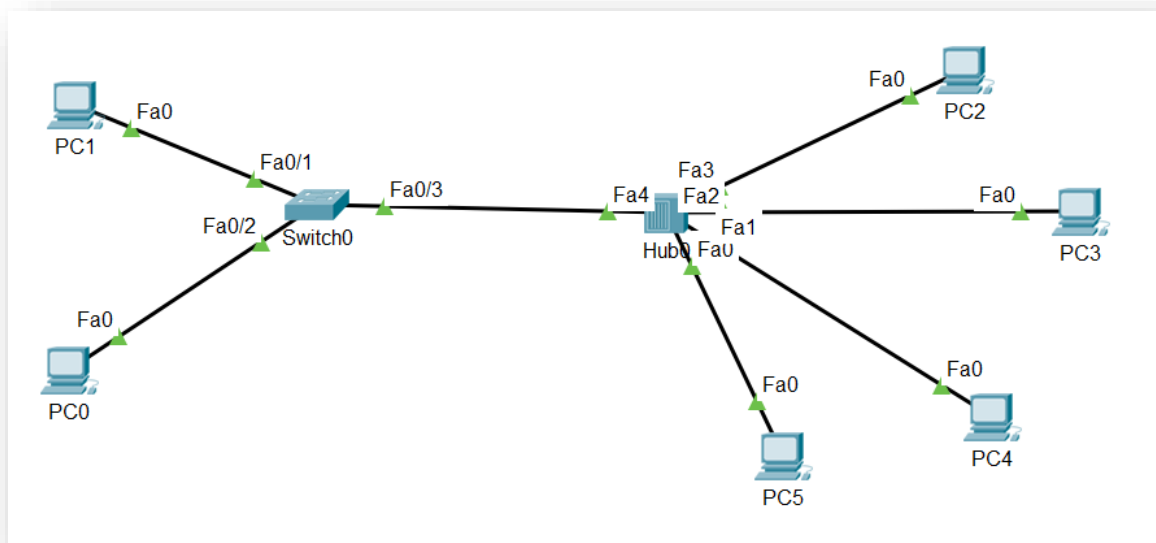 Fa0
PC1
Fa0/1
Fa0/2
Switch0
Fa0/3
Fa0
PC0
Fa4
Hub0
Fa3
Fa2
Fa1
Fa0
Fa0
PC2
Fa0
PC3
Fa0
PC4
Fa0
PC5